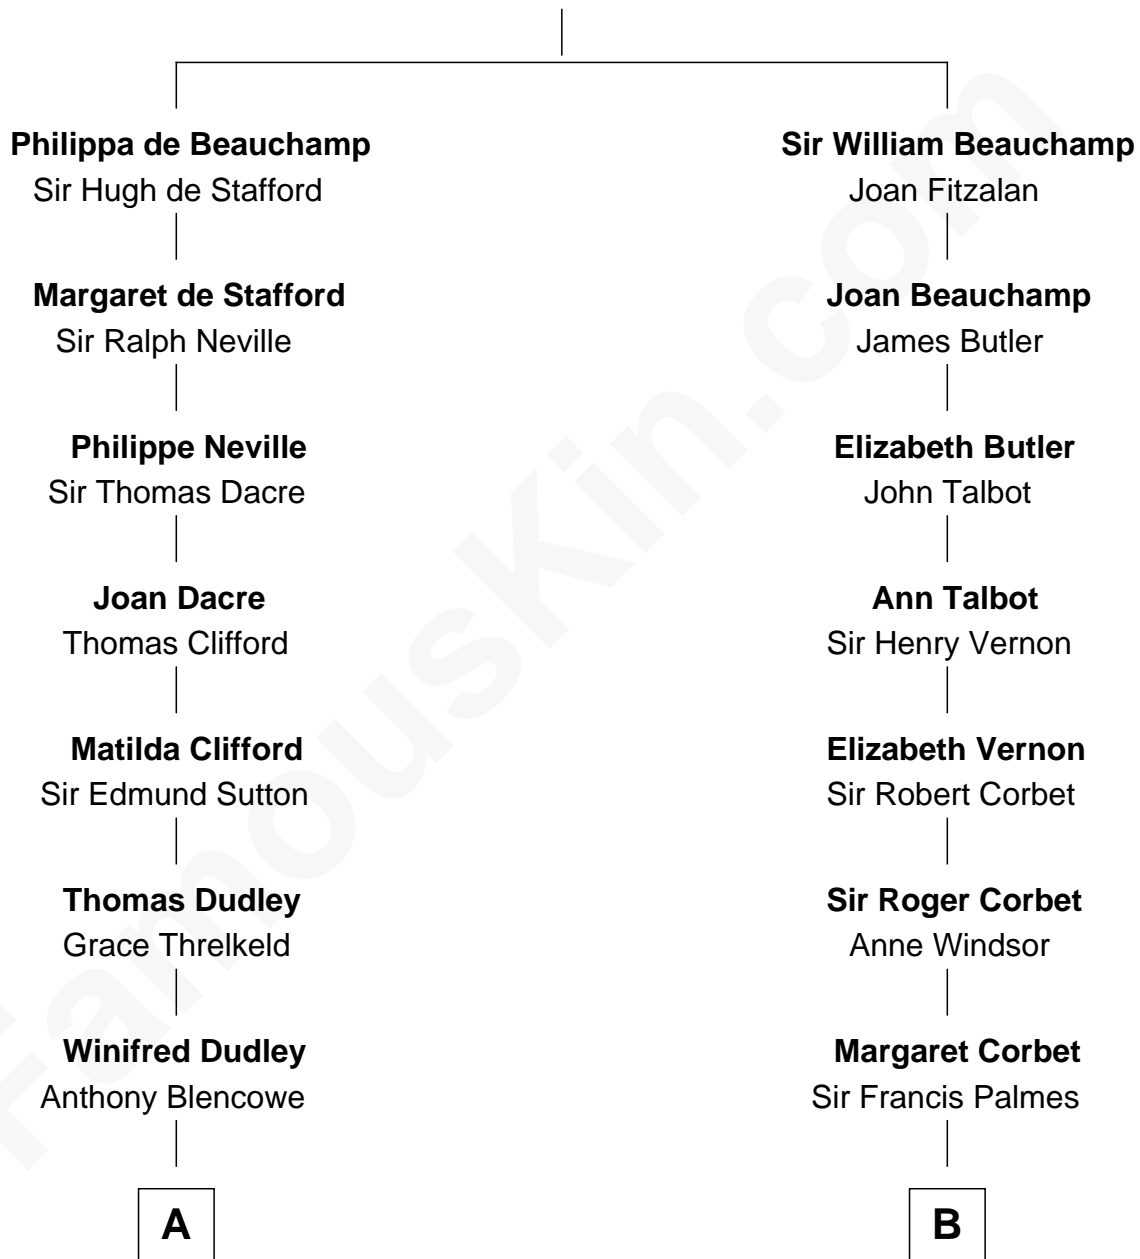 Philippa de Beauchamp
Sir Hugh de Stafford
Margaret de Stafford
Sir Ralph Neville
Philippe Neville
Sir Thomas Dacre
Joan Dacre
Thomas Clifford
Matilda Clifford
Sir Edmund Sutton
Thomas Dudley
Grace Threlkeld
Winifred Dudley
Anthony Blencowe
A
Sir William Beauchamp
Joan Fitzalan
Joan Beauchamp
James Butler
Elizabeth Butler
John Talbot
Ann Talbot
Sir Henry Vernon
Elizabeth Vernon
Sir Robert Corbet
Sir Roger Corbet
Anne Windsor
Margaret Corbet
Sir Francis Palmes
B
FamousKin.com